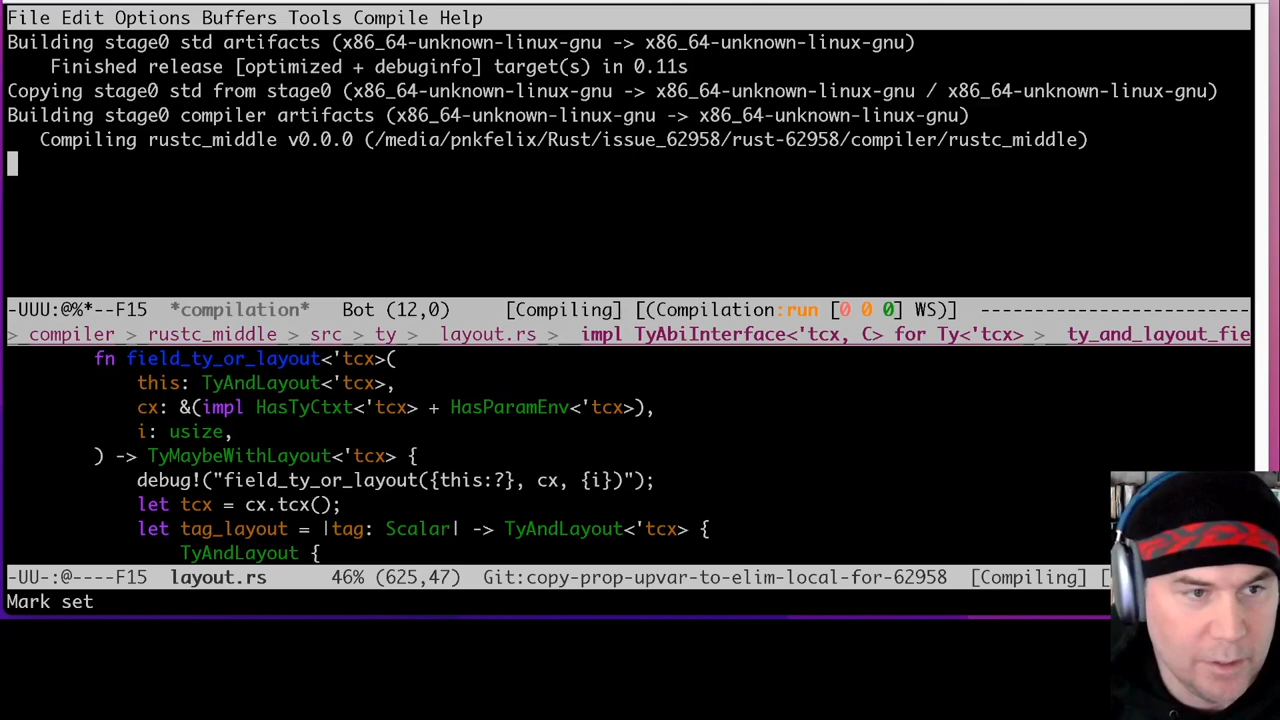 File Edit Options Buffers Tools Compile Help
Building stage0 std artifacts (x86_64-unknown-linux-gnu -> x86_64-unknown-linux-gnu)
    Finished release [optimized + debuginfo] target(s) in 0.11s
Copying stage0 std from stage0 (x86_64-unknown-linux-gnu -> x86_64-unknown-linux-gnu / x86_64-unknown-linux-gnu)
Building stage0 compiler artifacts (x86_64-unknown-linux-gnu -> x86_64-unknown-linux-gnu)
   Compiling rustc_middle v0.0.0 (/media/pnkfelix/Rust/issue_62958/rust-62958/compiler/rustc_middle)
-UUU:@%*--F15  *compilation*   Bot (12,0)      [Compiling] [(Compilation:run [0 0 0] WS)] -------------------------
> compiler > rustc_middle > src > ty >  layout.rs >  impl TyAbiInterface<'tcx, C> for Ty<'tcx> >  ty_and_layout_fie
        fn field_ty_or_layout<'tcx>(
            this: TyAndLayout<'tcx>,
            cx: &(impl HasTyCtxt<'tcx> + HasParamEnv<'tcx>),
            i: usize,
        ) -> TyMaybeWithLayout<'tcx> {
            debug!("field_ty_or_layout({this:?}, cx, {i})");
            let tcx = cx.tcx();
            let tag_layout = |tag: Scalar| -> TyAndLayout<'tcx> {
                TyAndLayout {
-UU-:@----F15  layout.rs      46% (625,47)   Git:copy-prop-upvar-to-elim-local-for-62958  [Compiling] [
Mark set